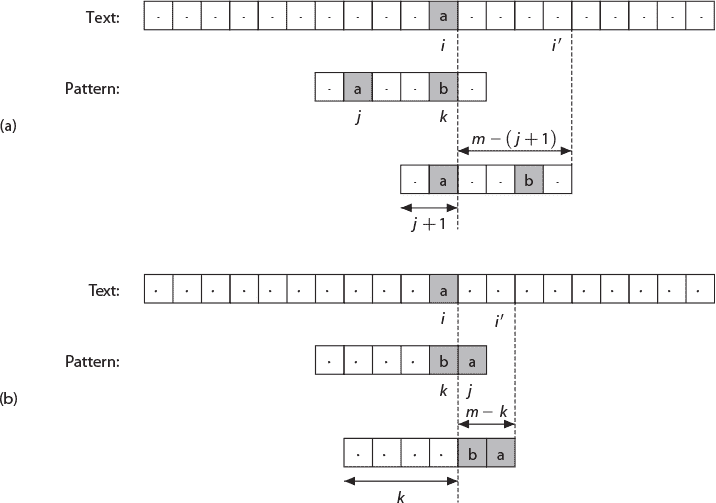 Text: . . . . . . . . . . a . . . . . . . . .
i i′
Pattern: . a . . b .
j k
(a)
m − ( j + 1)
. a . . b .
j + 1
Text: . . . . . . . . . . a . . . . . . . . .
i i′
Pattern: . . . . b a
k j
(b)
m − k
. . . . b a
k